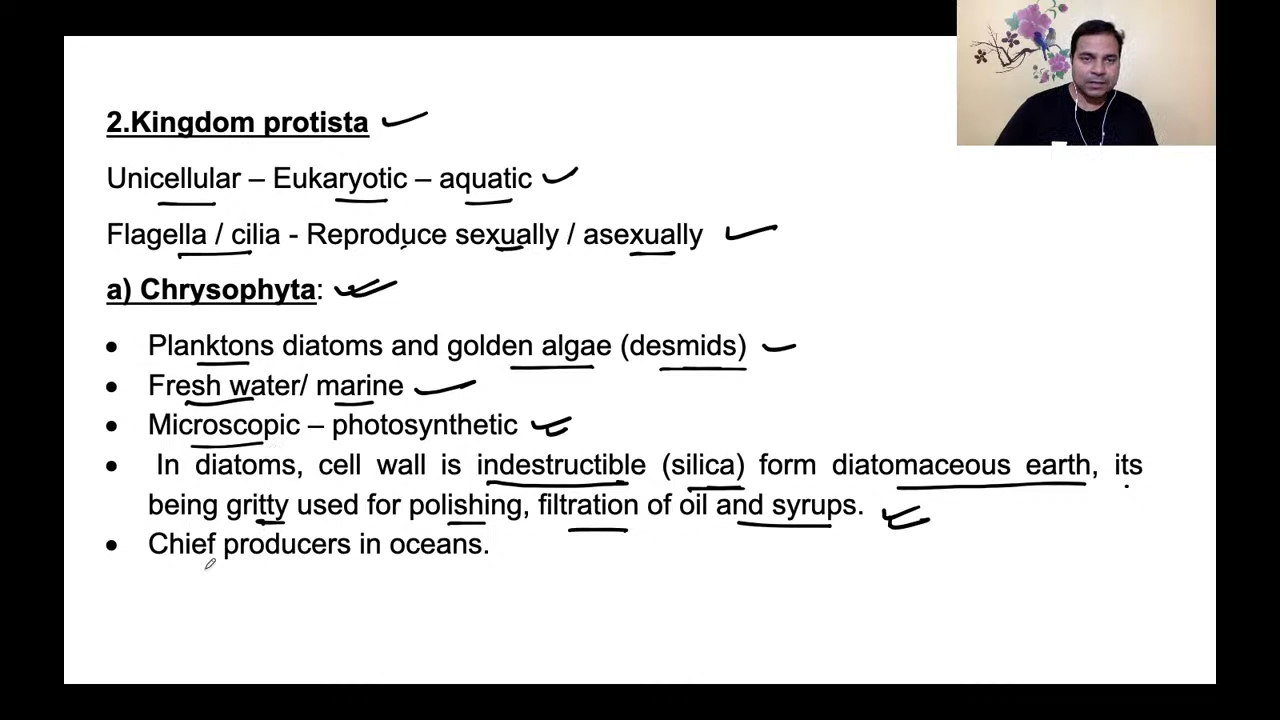 2.Kingdom protista
Unicellular – Eukaryotic – aquatic
Flagella / cilia - Reproduce sexually / asexually
a) Chrysophyta:
• Planktons diatoms and golden algae (desmids)
• Fresh water/ marine
• Microscopic – photosynthetic
• In diatoms, cell wall is indestructible (silica) form diatomaceous earth, its
being gritty used for polishing, filtration of oil and syrups.
• Chief producers in oceans.